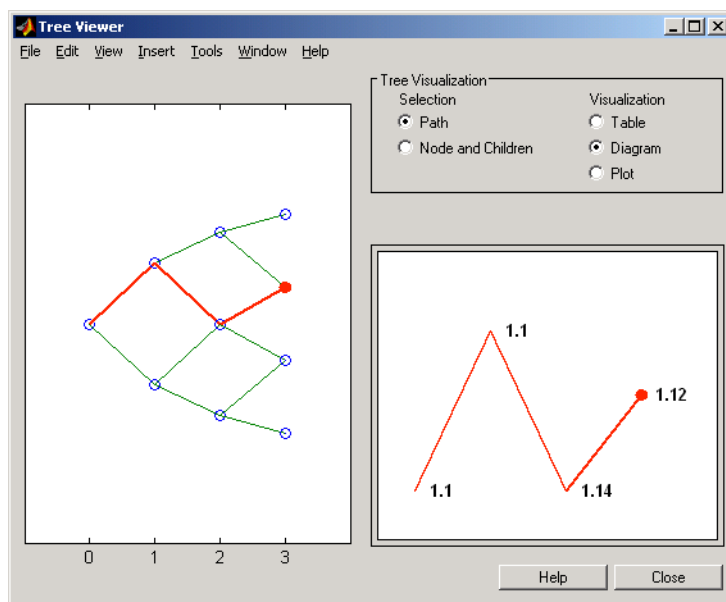 Tree Viewer
File Edit View Insert Tools Window Help
Tree Visualization
Selection
Path
Node and Children
Visualization
Table
Diagram
Plot
0 1 2 3
1.1
1.12
1.1
1.14
Help
Close